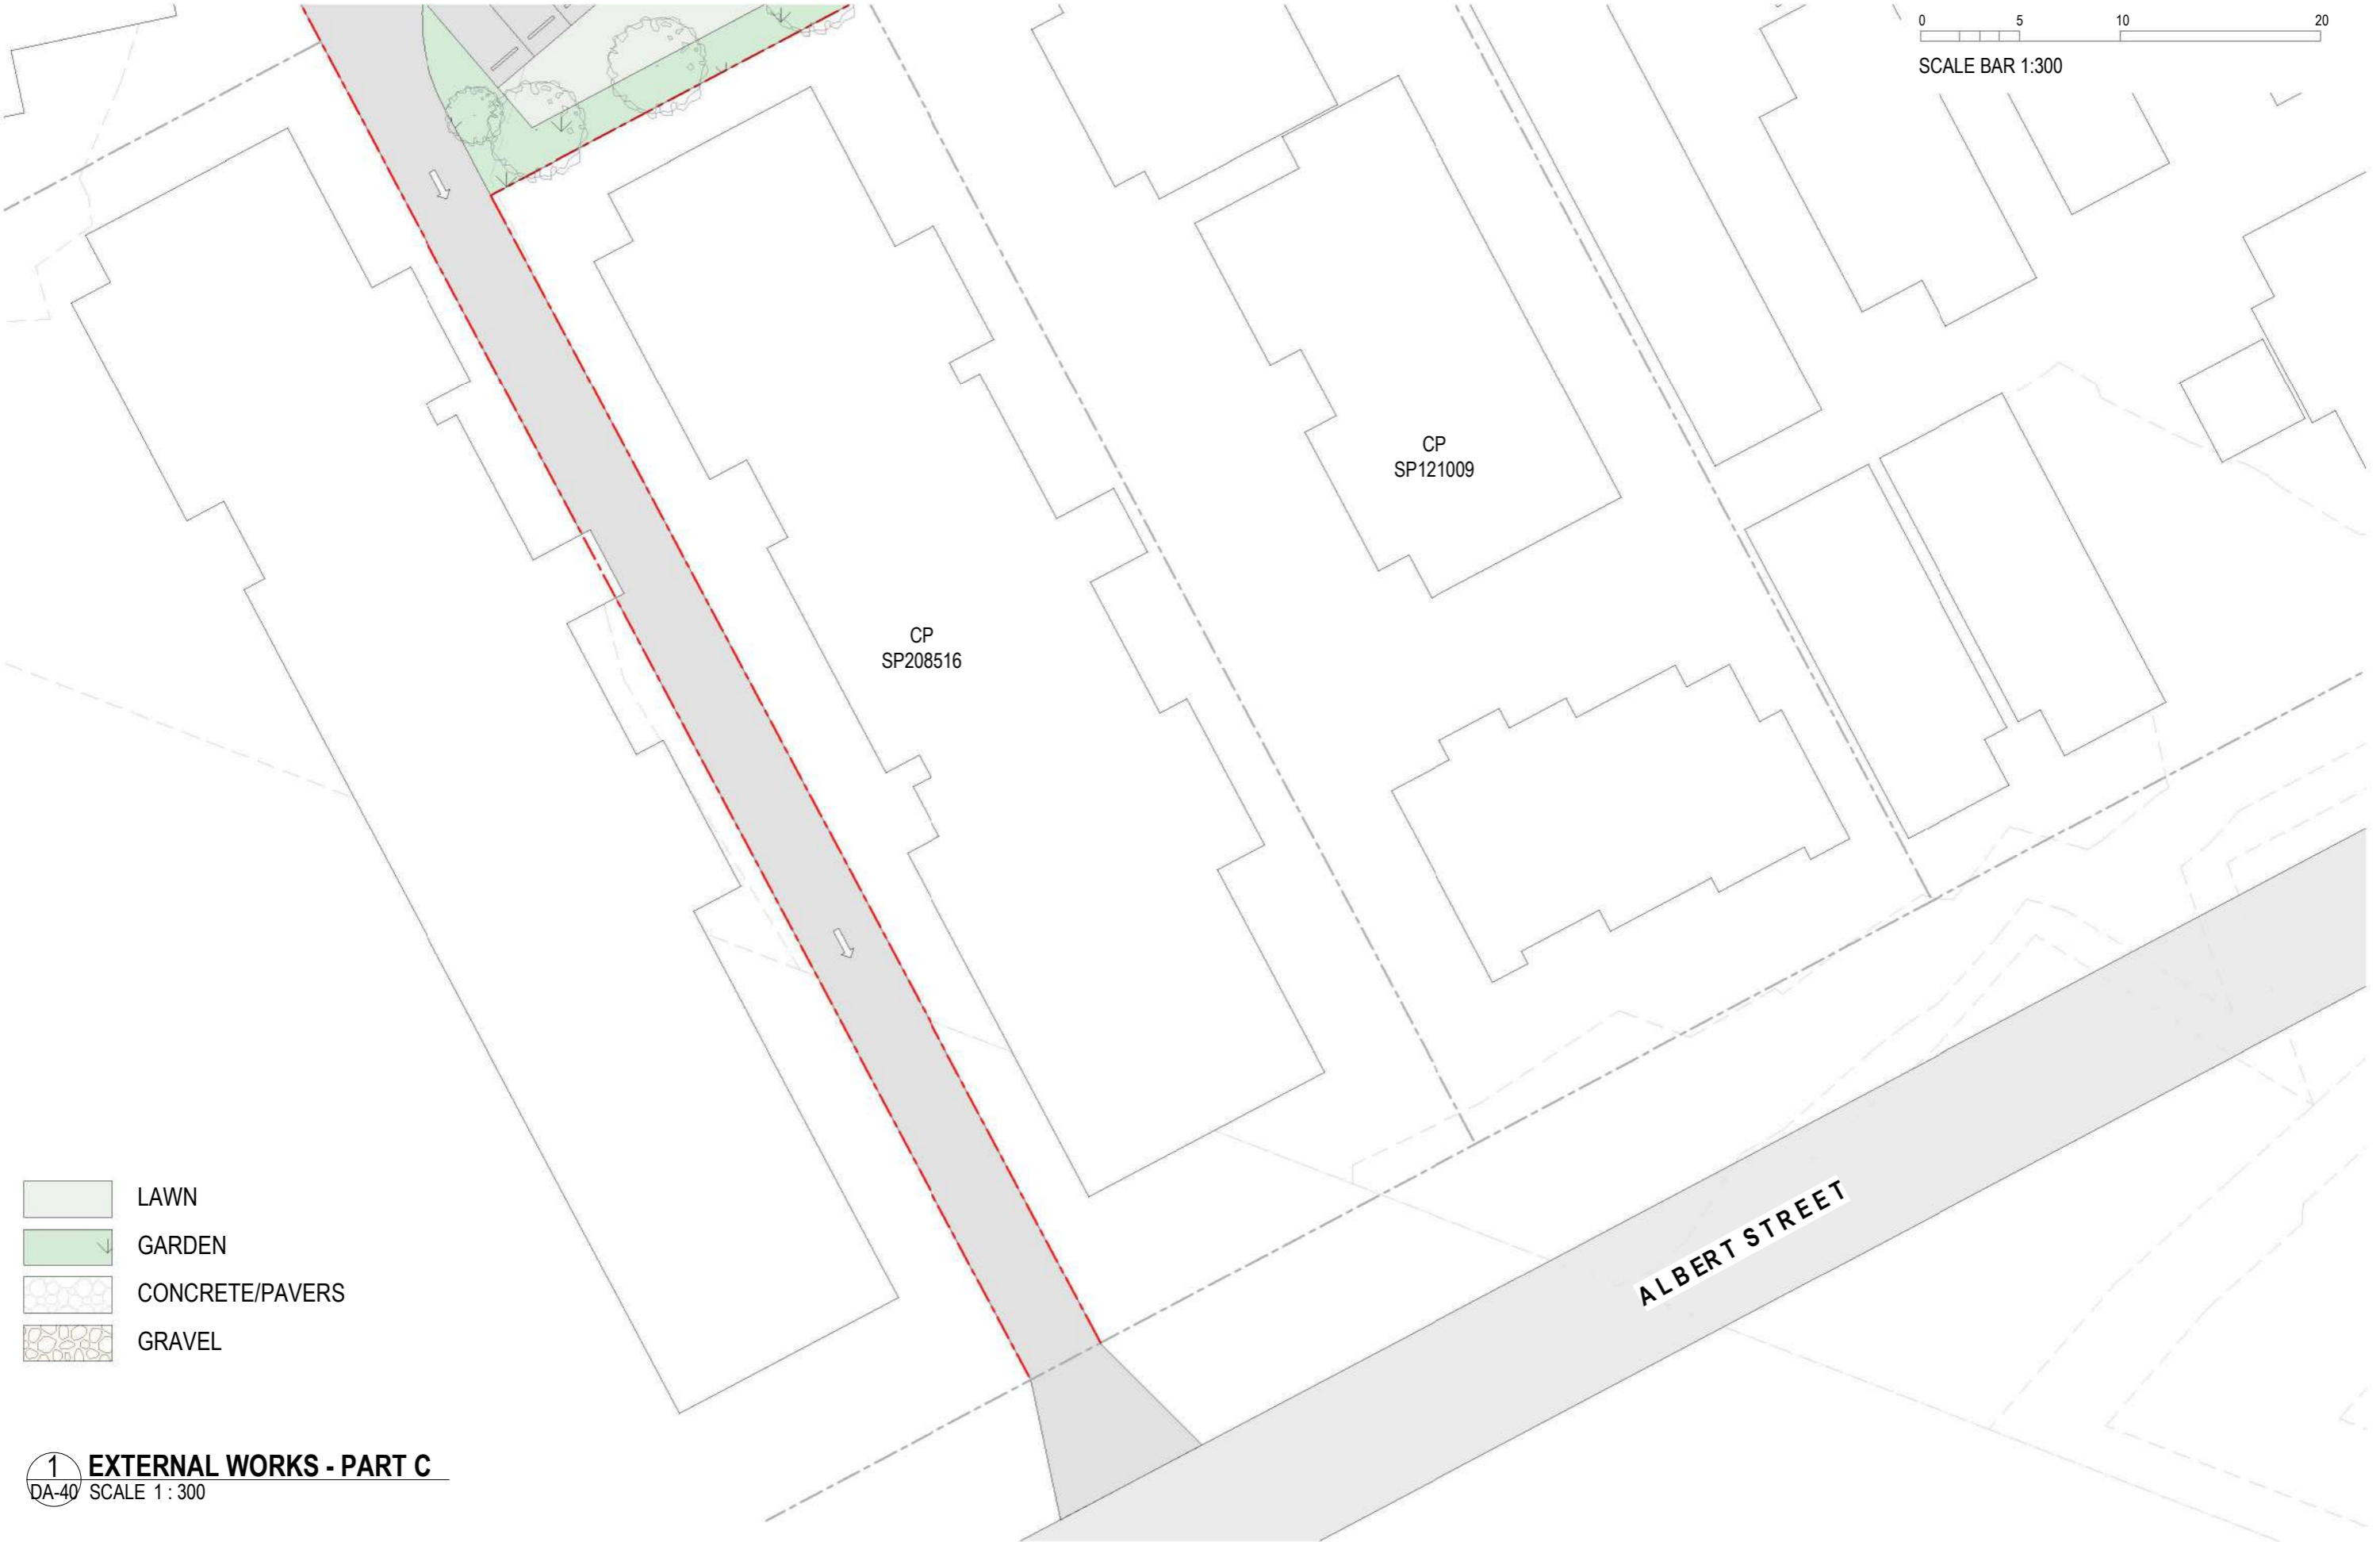 0 5 10 20
SCALE BAR 1:300
CP
SP121009
CP
SP208516
ALBERT STREET
LAWN
GARDEN
CONCRETE/PAVERS
GRAVEL
1 EXTERNAL WORKS - PART C
DA-40 SCALE 1 : 300